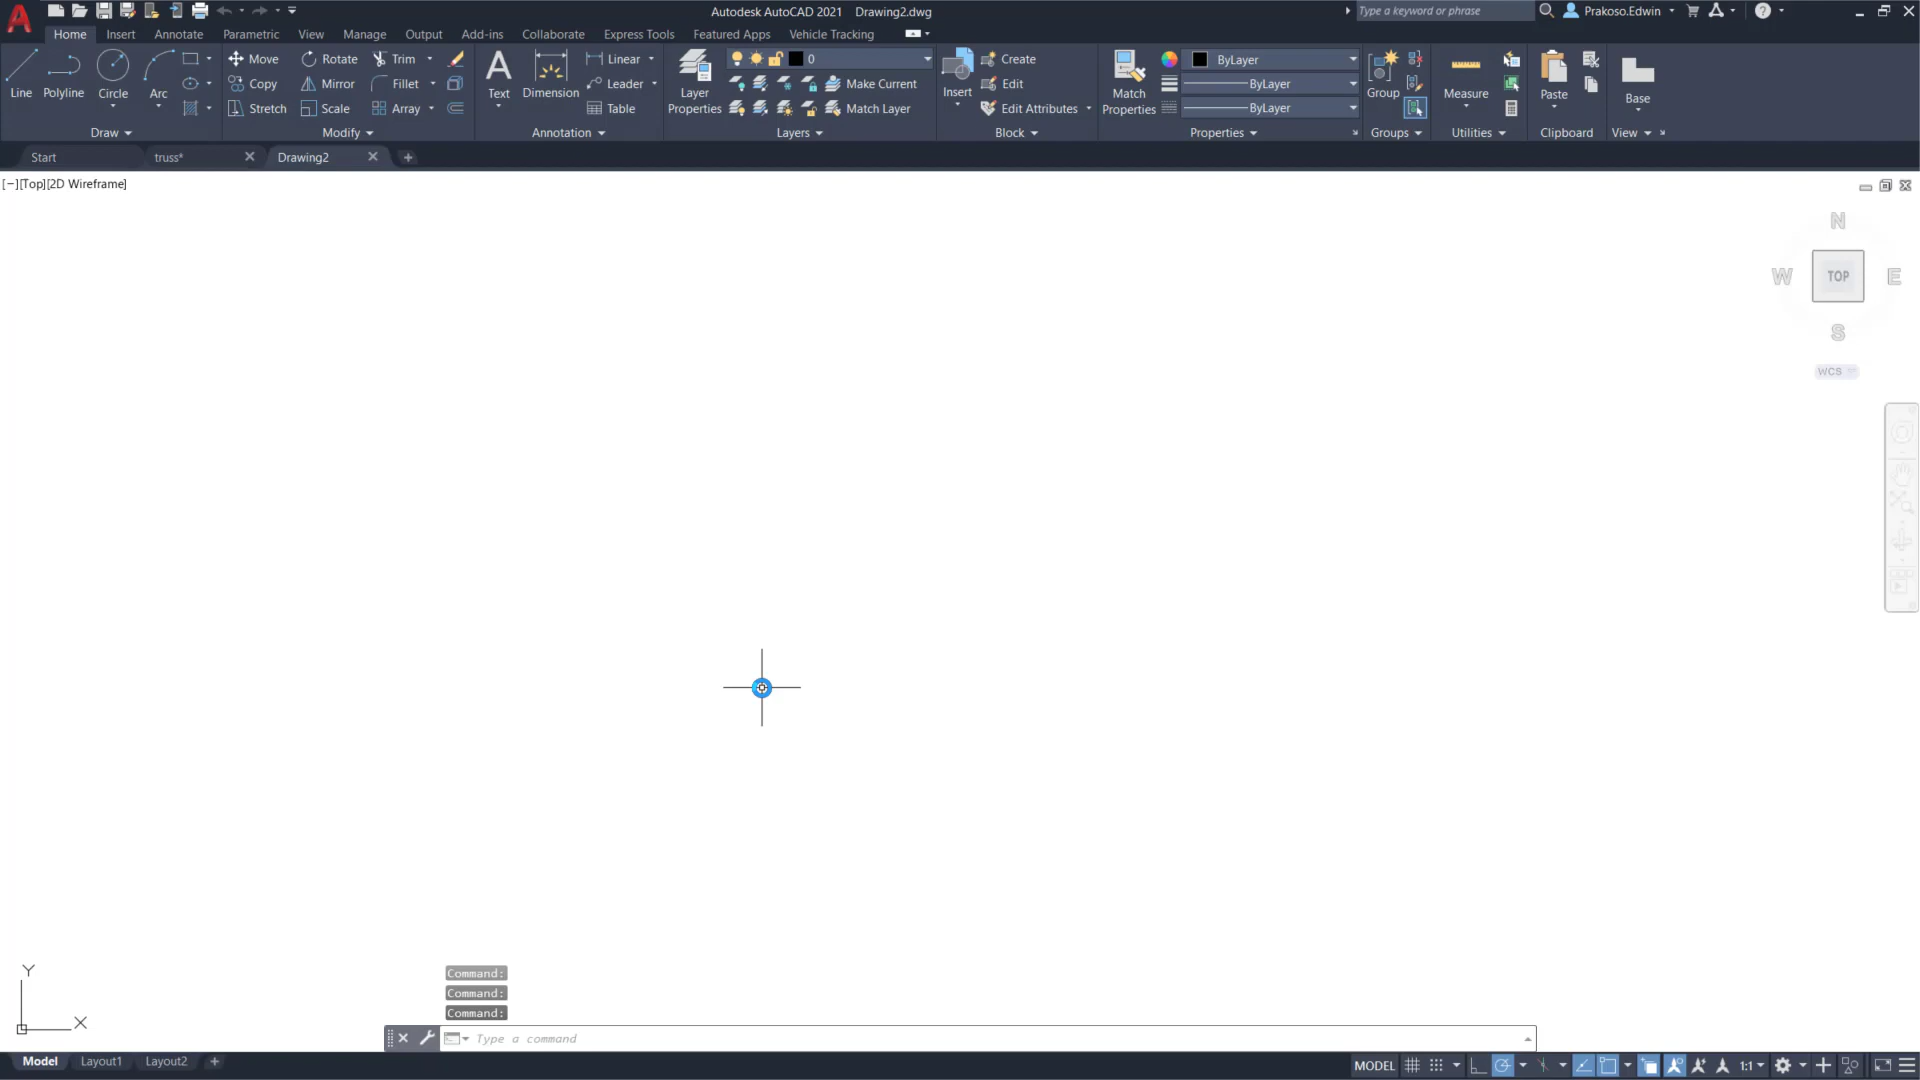 Autodesk AutoCAD 2021 Drawing2.dwg
Type a keyword or phrase
Prakoso.Edwin
Home Insert Annotate Parametric View Manage Output Add-ins Collaborate Express Tools Featured Apps Vehicle Tracking
Line Polyline Circle Arc
Draw
Move Rotate Trim
Copy Mirror Fillet
Stretch Scale Array
Modify
Text Dimension
Linear
Leader
Table
Annotation
Layer Properties
0
Make Current
Match Layer
Layers
Insert
Create
Edit
Edit Attributes
Block
Match Properties
ByLayer
ByLayer
ByLayer
Properties
Group
Groups
Measure
Utilities
Paste
Clipboard
Base
View
Start truss* Drawing2
[−][Top][2D Wireframe]
N
W TOP E
S
WCS
Y
X
Command:
Command:
Command:
Type a command
Model Layout1 Layout2
MODEL 1:1